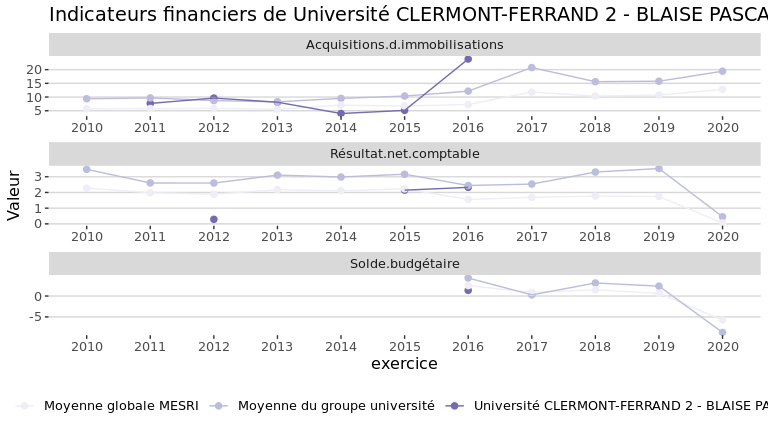 Indicateurs financiers de Université CLERMONT-FERRAND 2 - BLAISE PASCA
Acquisitions.d.immobilisations
20
15
10
5
2010 2011 2012 2013 2014 2015 2016 2017 2018 2019 2020
Résultat.net.comptable
3
2
1
0
2010 2011 2012 2013 2014 2015 2016 2017 2018 2019 2020
Valeur
Solde.budgétaire
0
-5
2010 2011 2012 2013 2014 2015 2016 2017 2018 2019 2020
exercice
Moyenne globale MESRI Moyenne du groupe université Université CLERMONT-FERRAND 2 - BLAISE PA